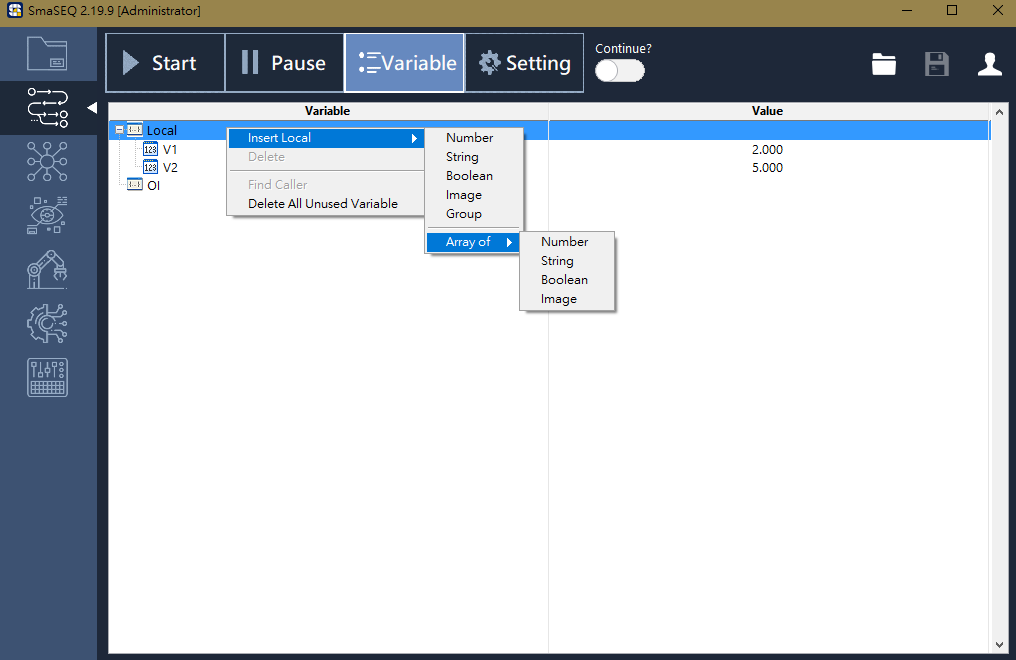 SmaSEQ 2.19.9 [Administrator]
Start
Pause
Variable
Setting
Continue?
Variable
Value
Local
V1
2.000
V2
5.000
OI
Insert Local
Delete
Find Caller
Delete All Unused Variable
Number
String
Boolean
Image
Group
Array of
Number
String
Boolean
Image